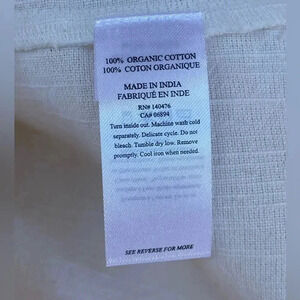 100% ORGANIC COTTON
100% COTON ORGANIQUE
MADE IN INDIA
FABRIQUÉ EN INDE
RN# 140476
CA# 06894
Turn inside out. Machine wash cold
separately. Delicate cycle. Do not
bleach. Tumble dry low. Remove
promptly. Cool iron when needed.
SEE REVERSE FOR MORE